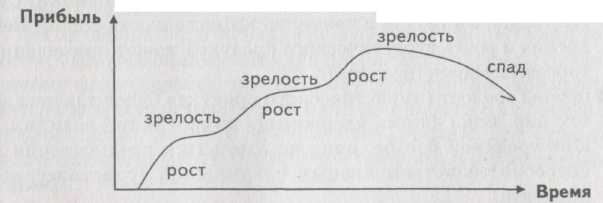 Прибыль
зрелость
спад
зрелость
рост
рост
зрелость
рост
Время